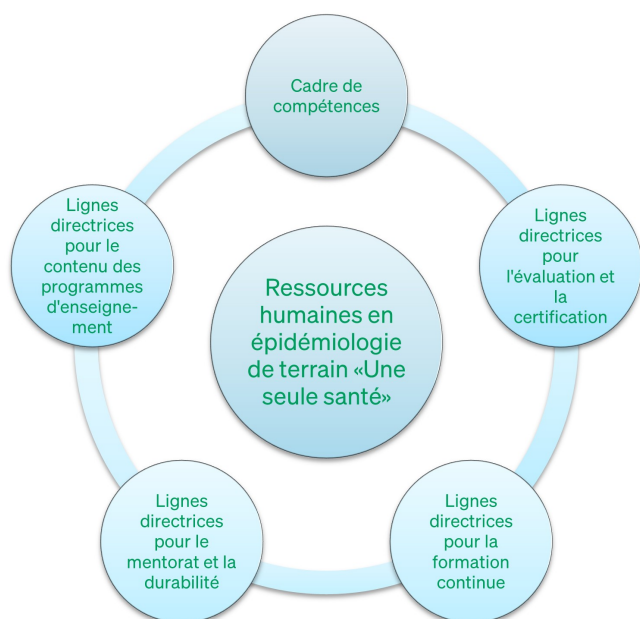 Cadre de
compétences
Lignes
directrices
pour le
contenu des
programmes
d'enseigne-
ment
Lignes
directrices
pour
l'évaluation et
la
certification
Ressources
humaines en
épidémiologie
de terrain «Une
seule santé»
Lignes
directrices
pour le
mentorat et la
durabilité
Lignes
directrices
pour la
formation
continue